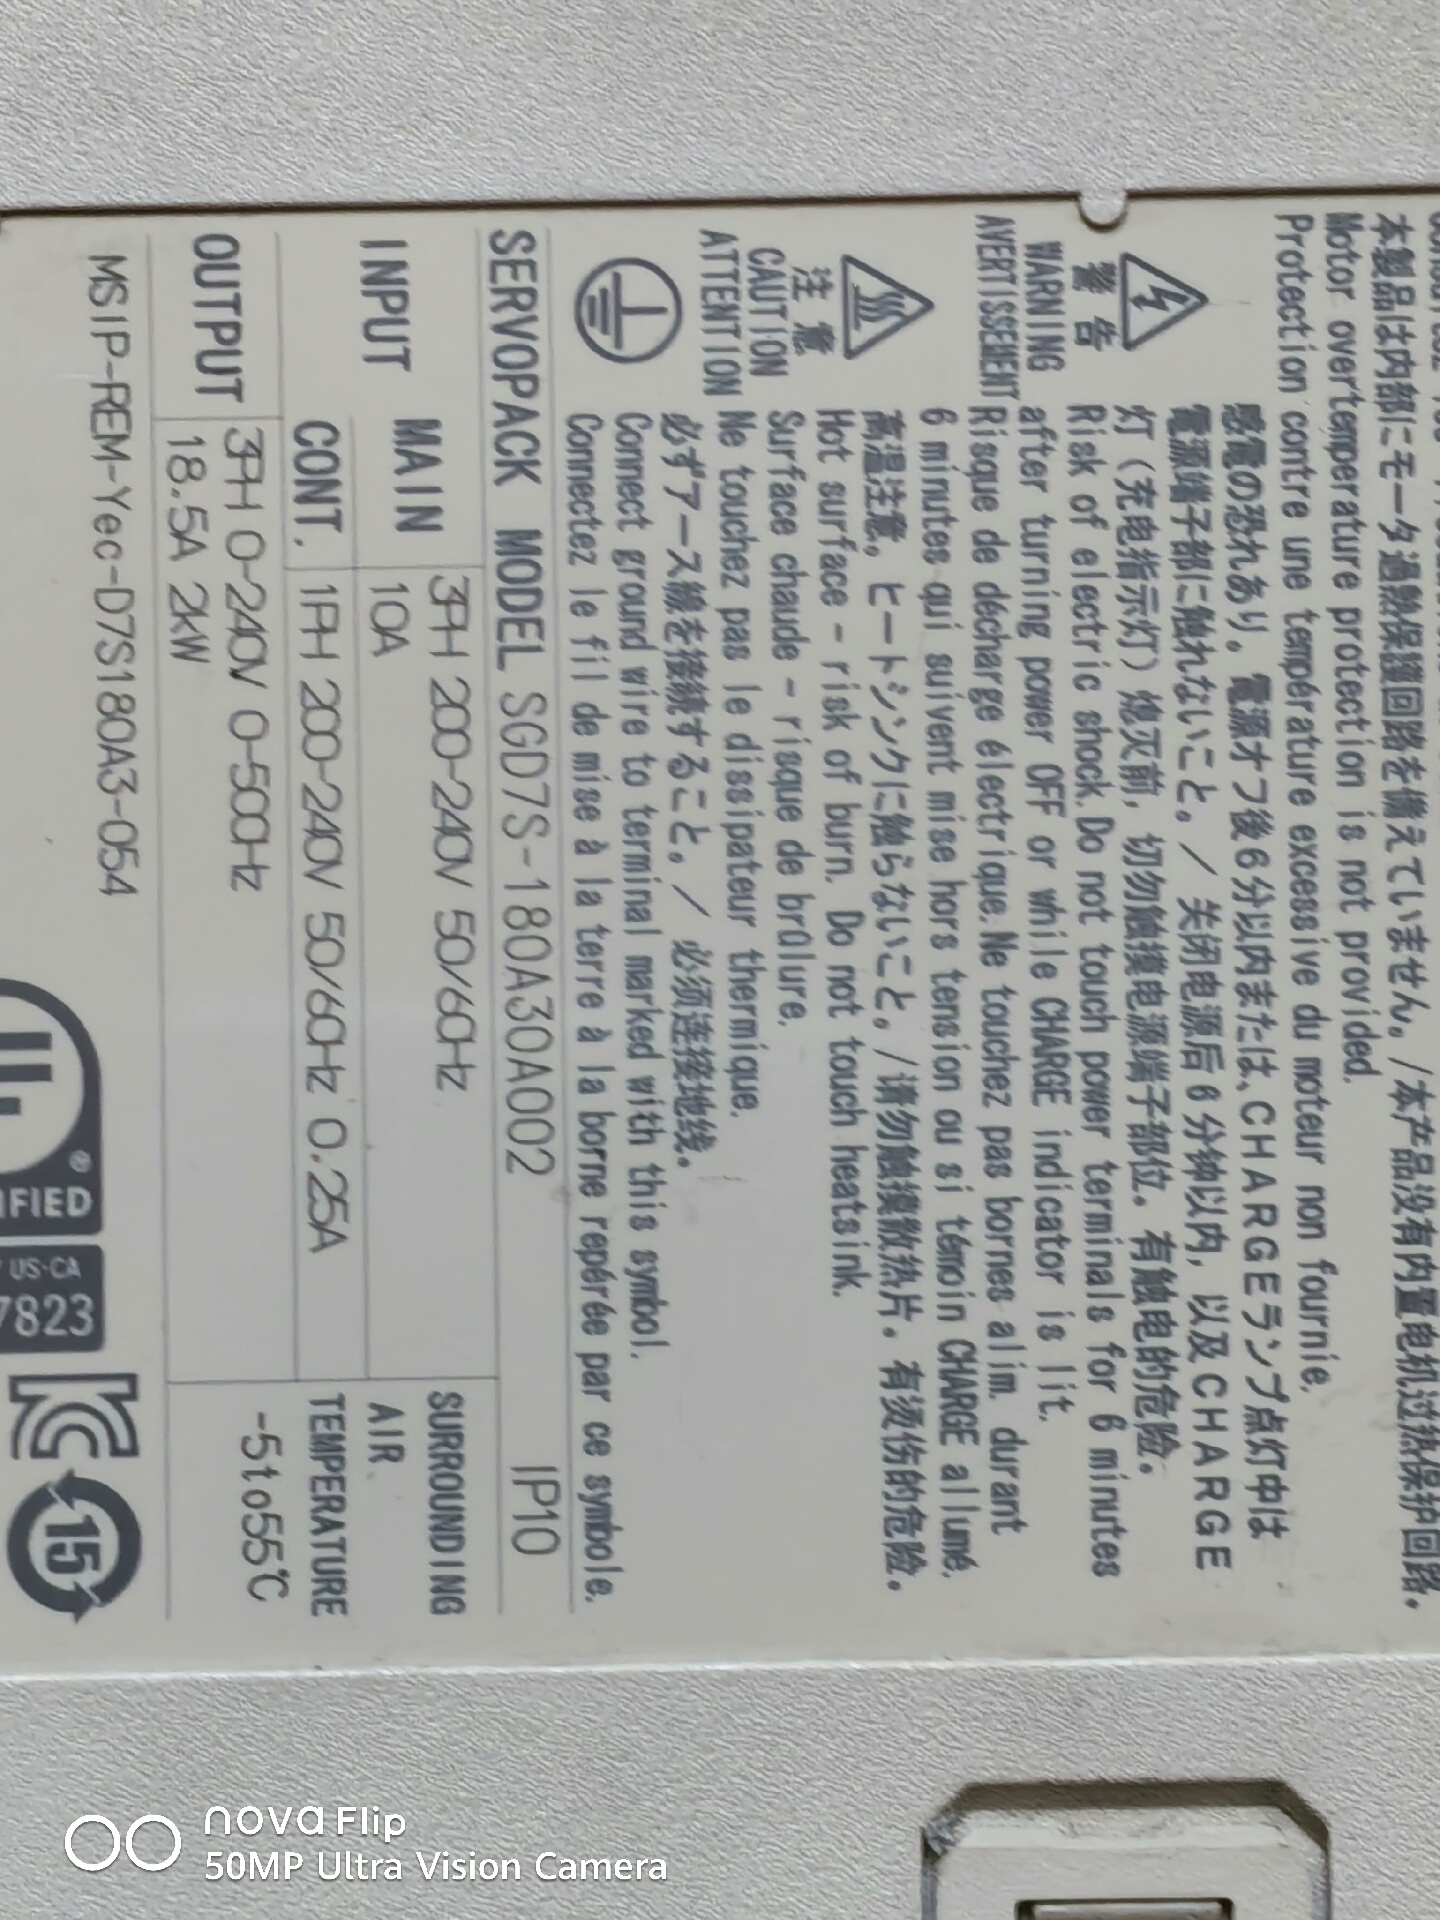 本製品は内部にモータ過熱保護回路を備えていません。/本产品没有内置电机过热保护回路。
Motor overtemperature protection is not provided.
Protection contre une température excessive du moteur non fournie.
警告
WARNING
AVERTISSEMENT
感電の恐れあり。電源オフ後6分以内または、CHARGEランプ点灯中は
電源端子部に触れないこと。/ 关闭电源后6分钟以内，以及CHARGE
灯（充电指示灯）熄灭前，切勿触摸电源端子部位。有触电的危险。
Risk of electric shock. Do not touch power terminals for 6 minutes
after turning power OFF or while CHARGE indicator is lit.
Risque de décharge électrique. Ne touchez pas bornes alim. durant
6 minutes qui suivent mise hors tension ou si témoin CHARGE allumé.
注意
CAUTION
ATTENTION
高温注意。ヒートシンクに触らないこと。/请勿触摸散热片。有烫伤的危险。
Hot surface - risk of burn. Do not touch heatsink.
Surface chaude - risque de brûlure.
Ne touchez pas le dissipateur thermique.
必ずアース線を接続すること。/ 必须连接地线。
Connect ground wire to terminal marked with this symbol.
Connectez le fil de mise à la terre à la borne repérée par ce symbole.
SERVOPACK MODEL SGD7S-180A30A002 IP10
INPUT MAIN 3PH 200-240V 50/60Hz
10A
CONT. 1PH 200-240V 50/60Hz 0.25A
SURROUNDING
AIR
TEMPERATURE
OUTPUT 3PH 0-240V 0-500Hz
18.5A 2kW
-5to55℃
MSIP-REM-Yec-D7S180A3-054
US-CA
7823
15
nova Flip
50MP Ultra Vision Camera